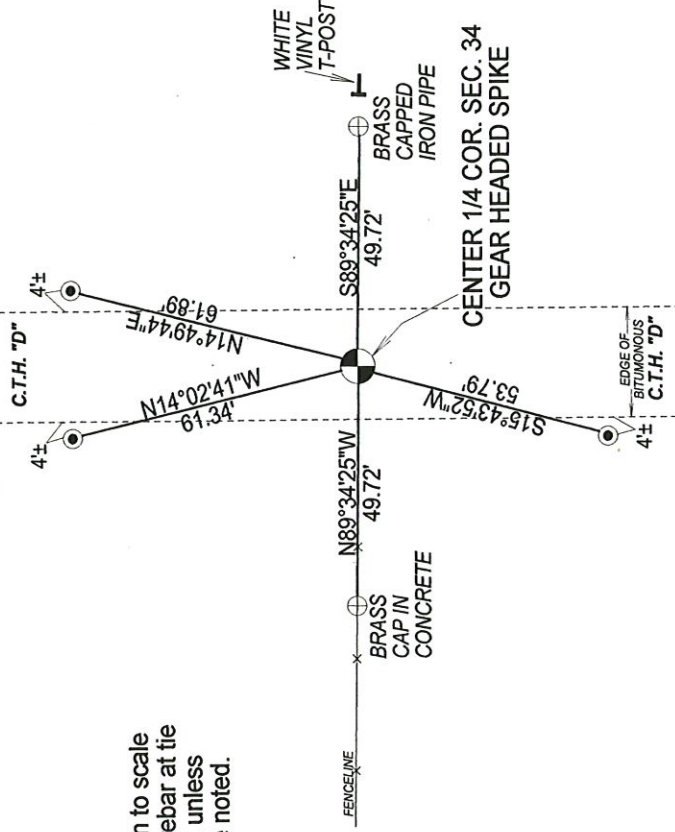 C.T.H. "D"
4'±
4'±
WHITE
VINYL
T-POST
N14°02'41"W
61.34'
N14°49'44"E
61.89'
N89°34'25"W
49.72'
S89°34'25"E
49.72'
BRASS
CAPPED
IRON PIPE
BRASS
CAP IN
CONCRETE
FENCELINE
CENTER 1/4 COR. SEC. 34
GEAR HEADED SPIKE
S15°43'52"W
53.79'
4'±
EDGE OF
BITUMONOUS
C.T.H. "D"
to scale
ebar at tie
unless
noted.